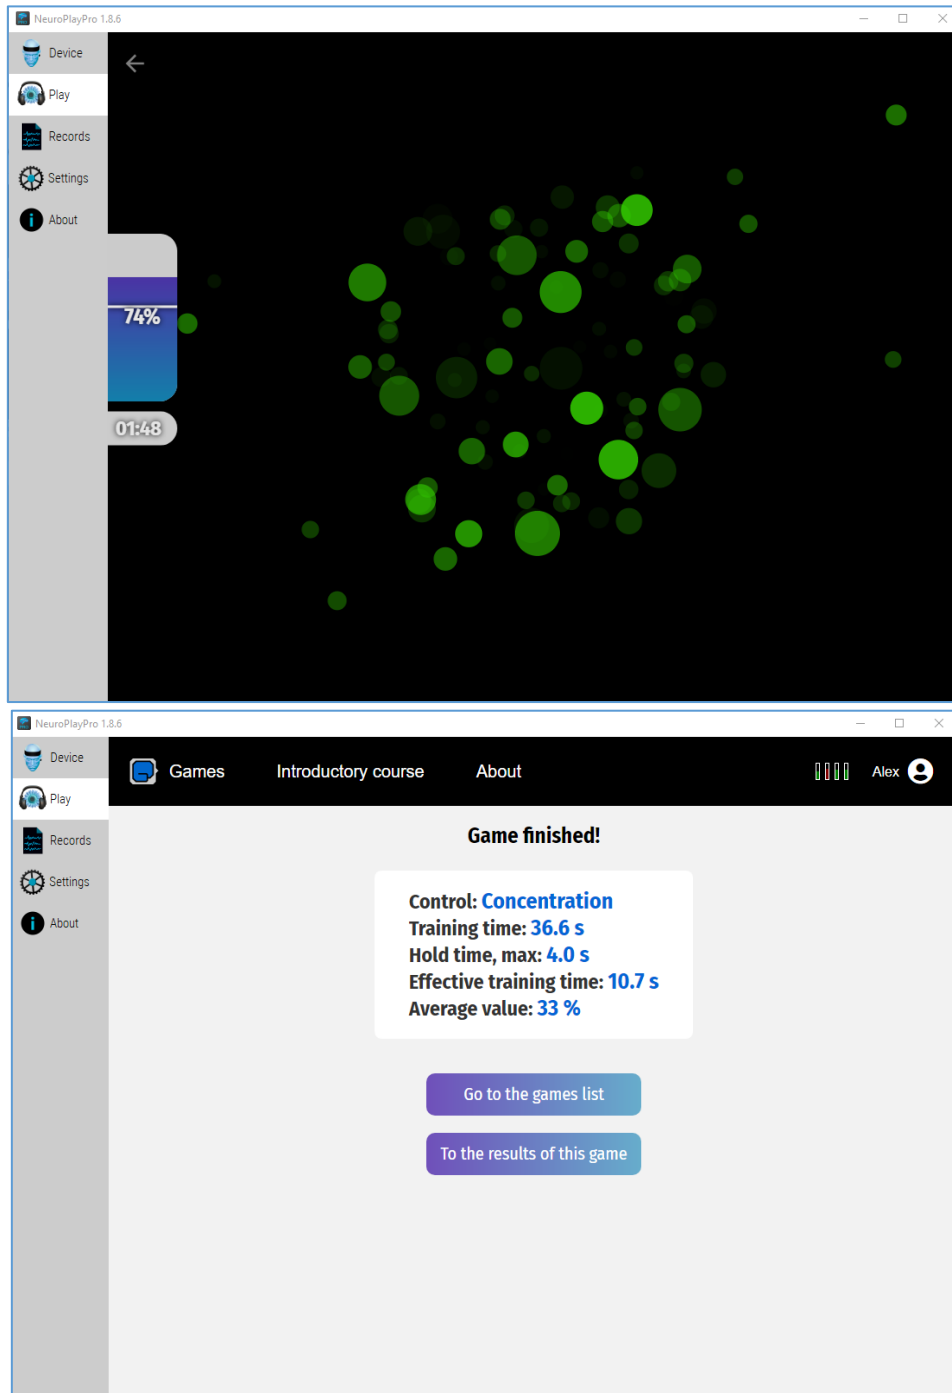 NeuroPlayPro 1.8.6
Device
Play
Records
Settings
About
74%
01:48
NeuroPlayPro 1.8.6
Device
Play
Records
Settings
About
Games Introductory course About Alex
Game finished!
Control: Concentration
Training time: 36.6 s
Hold time, max: 4.0 s
Effective training time: 10.7 s
Average value: 33 %
Go to the games list
To the results of this game